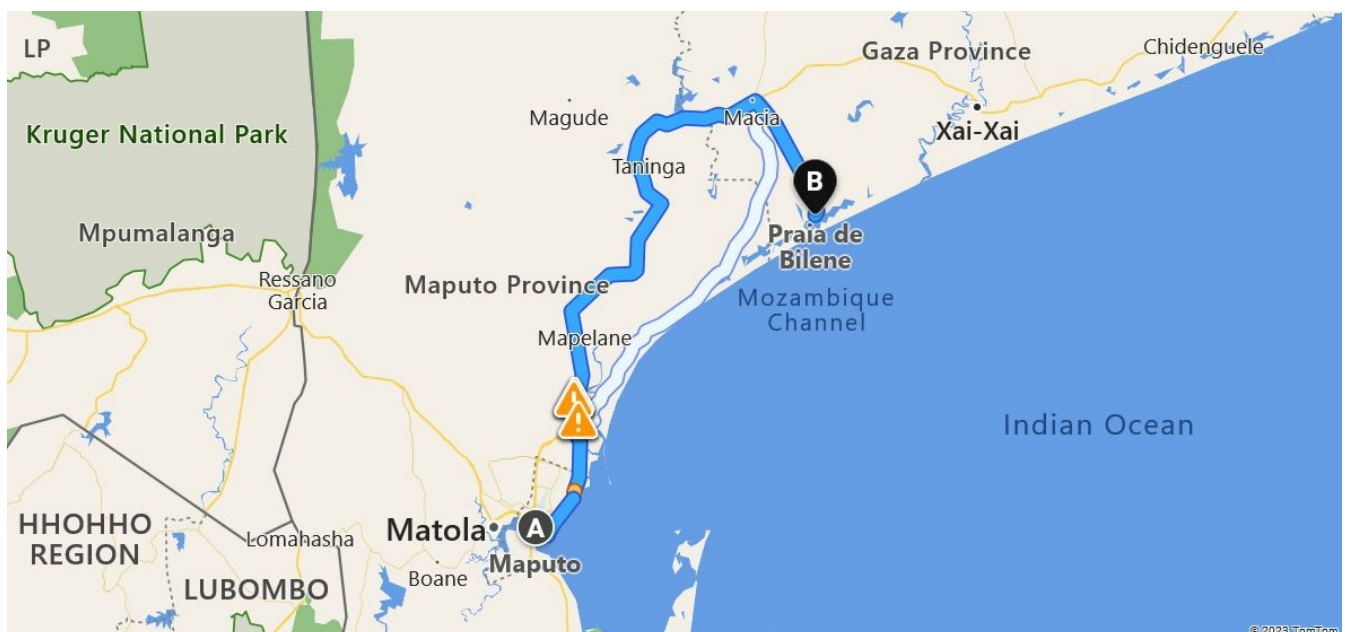 LP
Kruger National Park
Mpumalanga
Ressano
Garcia
HHOHHO
REGION
Lomahasha
LUBOMBO
Magude
Taninga
Macia
Gaza Province
Chidenguele
Xai-Xai
B
Praia de
Bilene
Maputo Province
Mapelane
Mozambique
Channel
Indian Ocean
Matola
A
Maputo
Boane
© 2023 TomTom